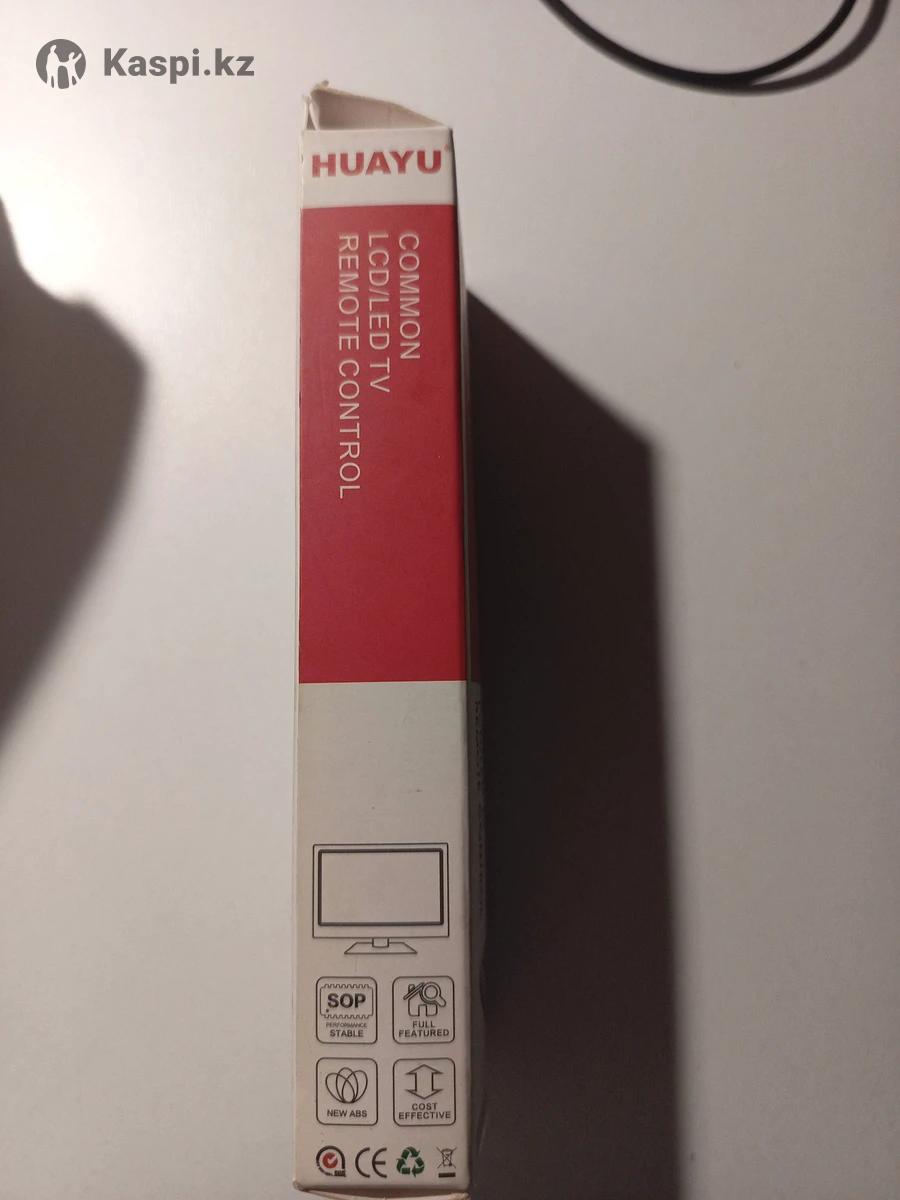 Kaspi.kz
HUAYU
COMMON
LCD/LED TV
REMOTE CONTROL
SOP
PERFORMANCE
STABLE
FULL
FEATURED
NEW ABS
COST
EFFECTIVE
CE